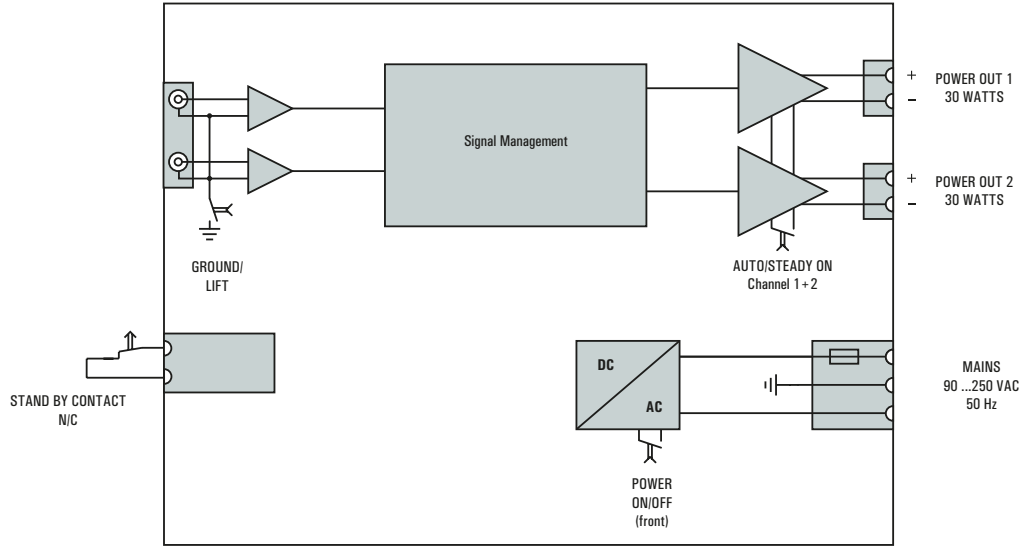 +
POWER OUT 1
30 WATTS
–
Signal Management
+
POWER OUT 2
30 WATTS
–
GROUND/
LIFT
AUTO/STEADY ON
Channel 1+2
STAND BY CONTACT
N/C
DC
AC
MAINS
90 ...250 VAC
50 Hz
POWER
ON/OFF
(front)